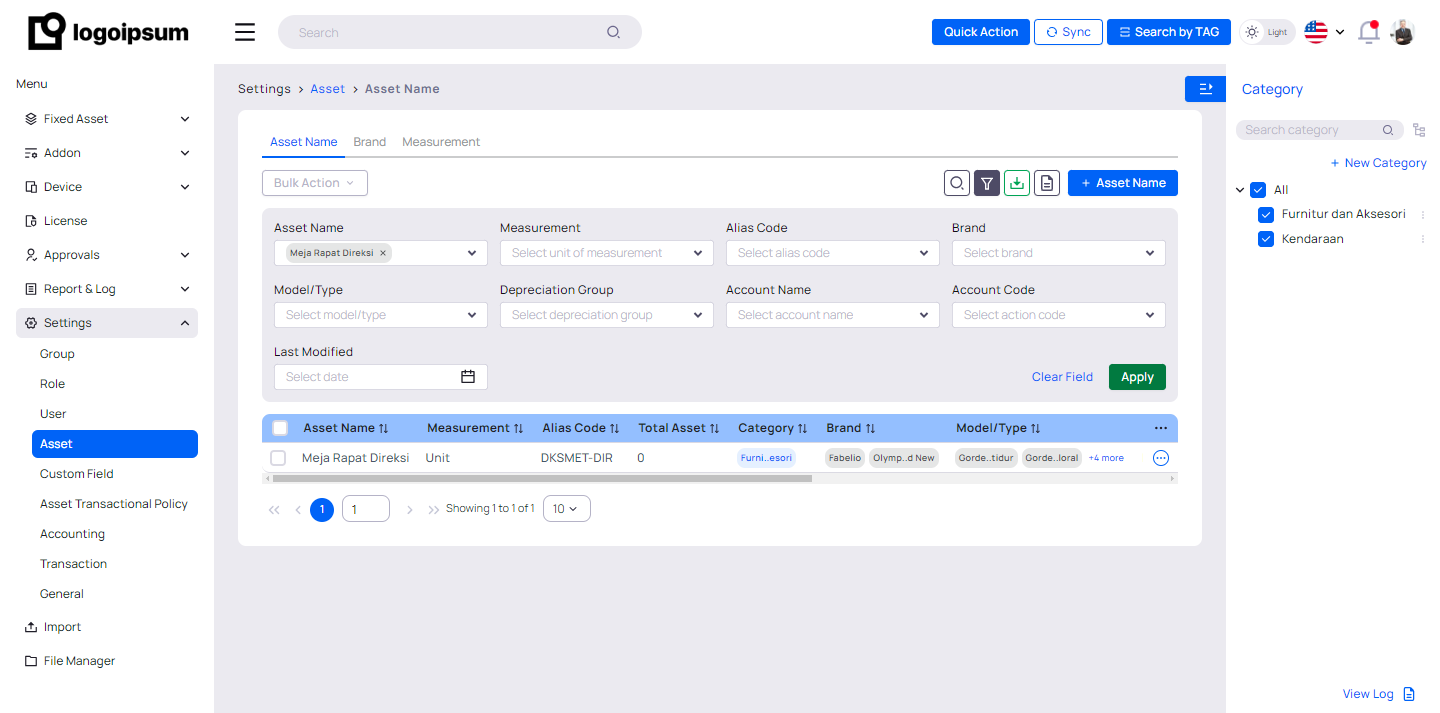 logoipsum
Search
Quick Action
Sync
Search by TAG
Light
Menu
Fixed Asset
Addon
Device
License
Approvals
Report & Log
Settings
Group
Role
User
Asset
Custom Field
Asset Transactional Policy
Accounting
Transaction
General
Import
File Manager
Settings > Asset > Asset Name
Asset Name Brand Measurement
Bulk Action
+ Asset Name
Asset Name Measurement Alias Code Brand
Meja Rapat Direksi × Select unit of measurement Select alias code Select brand
Model/Type Depreciation Group Account Name Account Code
Select model/type Select depreciation group Select account name Select action code
Last Modified
Select date
Clear Field Apply
Asset Name Measurement Alias Code Total Asset Category Brand Model/Type
Meja Rapat Direksi Unit DKSMET-DIR 0 Furni..esori Fabelio Olymp..d New Gorde..tidur Gorde..loral +4 more
1 1 Showing 1 to 1 of 1 10
Category
Search category
+ New Category
All
Furnitur dan Aksesori
Kendaraan
View Log